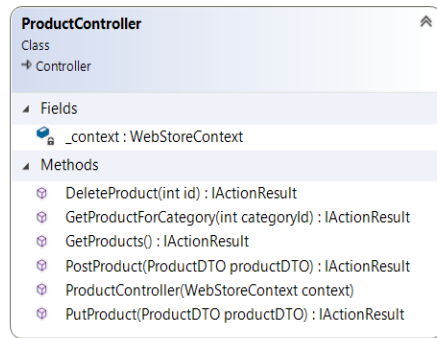 ProductController
Class
Controller
Fields
_context : WebStoreContext
Methods
DeleteProduct(int id) : IActionResult
GetProductForCategory(int categoryId) : IActionResult
GetProducts() : IActionResult
PostProduct(ProductDTO productDTO) : IActionResult
ProductController(WebStoreContext context)
PutProduct(ProductDTO productDTO) : IActionResult